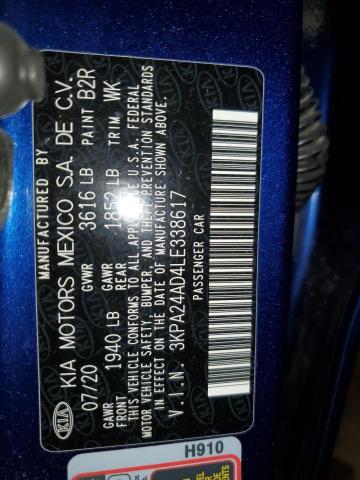 MANUFACTURED BY
KIA MOTORS MEXICO S.A. DE C.V.
07/20 GVWR 3616 LB PAINT B2R
GAWR FRONT 1940 LB GAWR REAR 1852 LB TRIM WK
THIS VEHICLE CONFORMS TO ALL APPLICABLE U.S.A. FEDERAL
MOTOR VEHICLE SAFETY, BUMPER, AND THEFT PREVENTION STANDARDS
IN EFFECT ON THE DATE OF MANUFACTURE SHOWN ABOVE.
V.I.N. 3KPA24AD4LE338617
PASSENGER CAR
KIA
H910